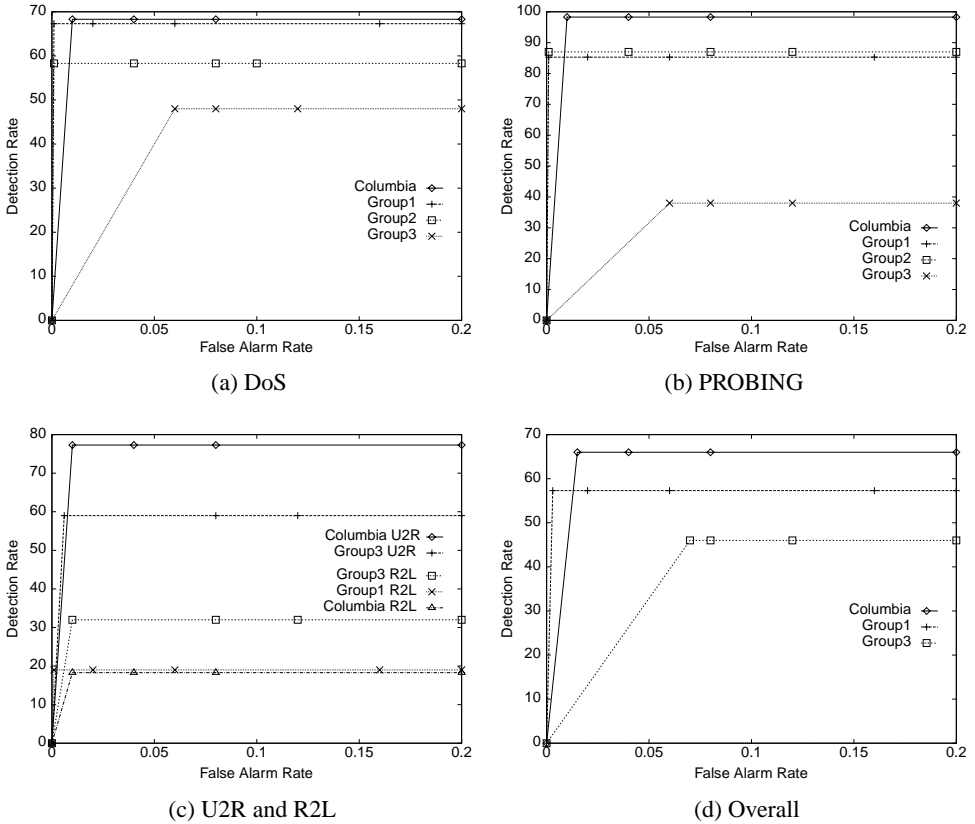 70
60
50
40
30
20
10
0
Detection Rate
0 0.05 0.1 0.15 0.2
False Alarm Rate
Columbia
Group1
Group2
Group3
(a) DoS
100
90
80
70
60
50
40
30
20
10
0
Detection Rate
0 0.05 0.1 0.15 0.2
False Alarm Rate
Columbia
Group1
Group2
Group3
(b) PROBING
80
70
60
50
40
30
20
10
0
Detection Rate
0 0.05 0.1 0.15 0.2
False Alarm Rate
Columbia U2R
Group3 U2R
Group3 R2L
Group1 R2L
Columbia R2L
(c) U2R and R2L
70
60
50
40
30
20
10
0
Detection Rate
0 0.05 0.1 0.15 0.2
False Alarm Rate
Columbia
Group1
Group3
(d) Overall